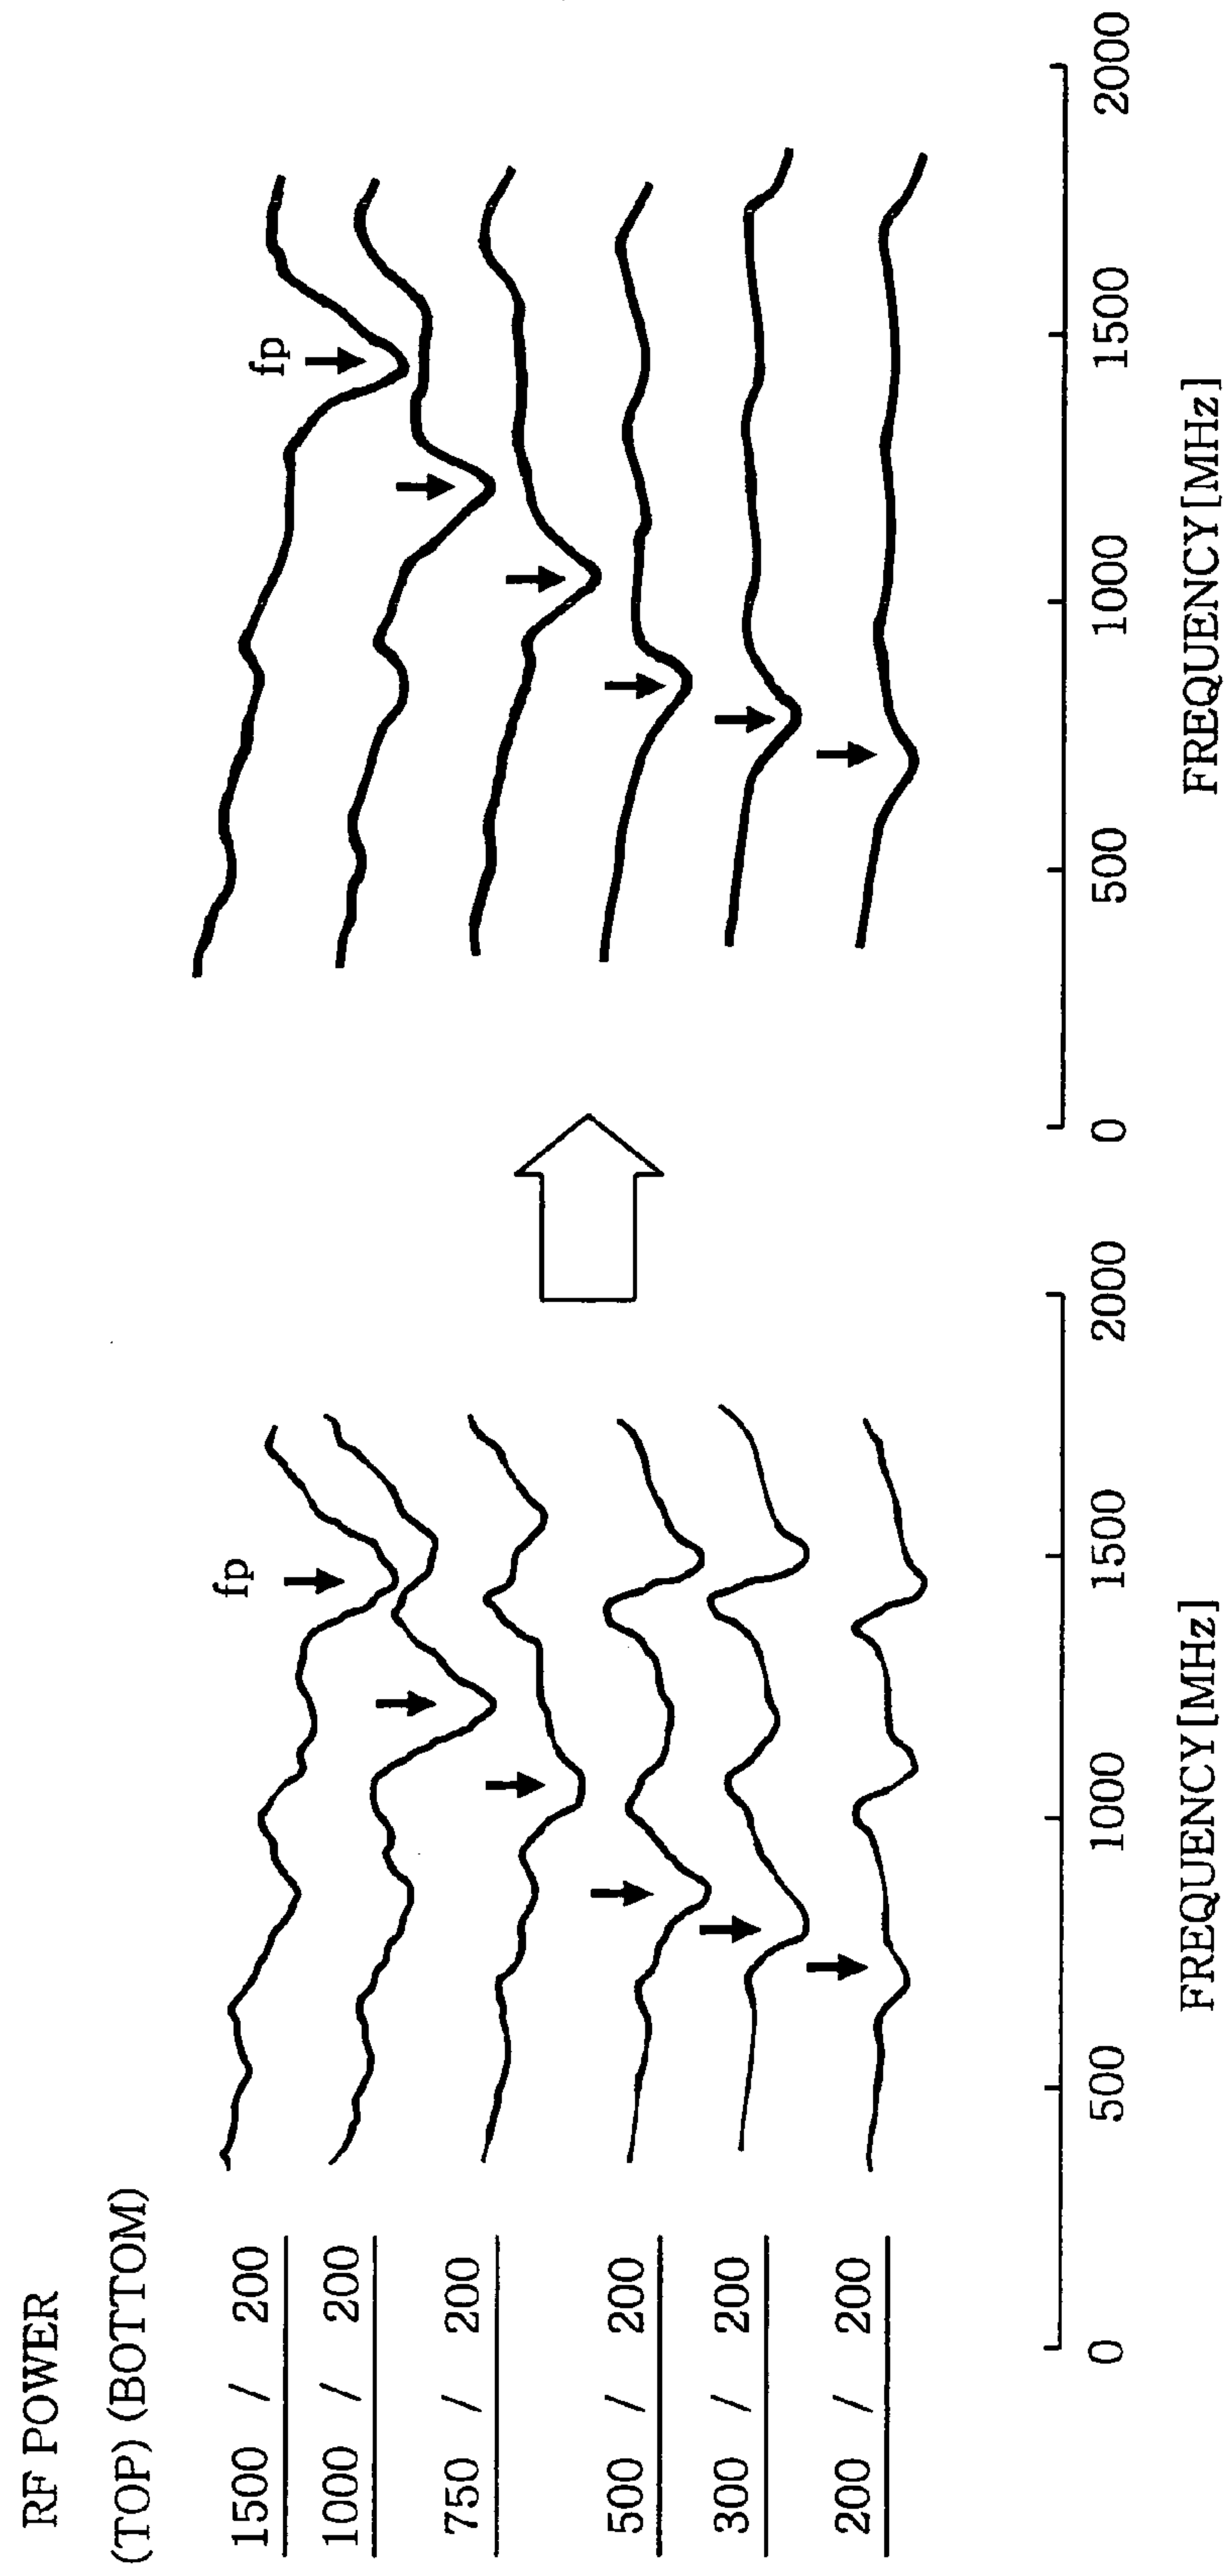 RF POWER
(TOP) (BOTTOM)
1500 / 200
1000 / 200
750 / 200
500 / 200
300 / 200
200 / 200
fp
0 500 1000 1500 2000
FREQUENCY[MHz]
fp
0 500 1000 1500 2000
FREQUENCY[MHz]